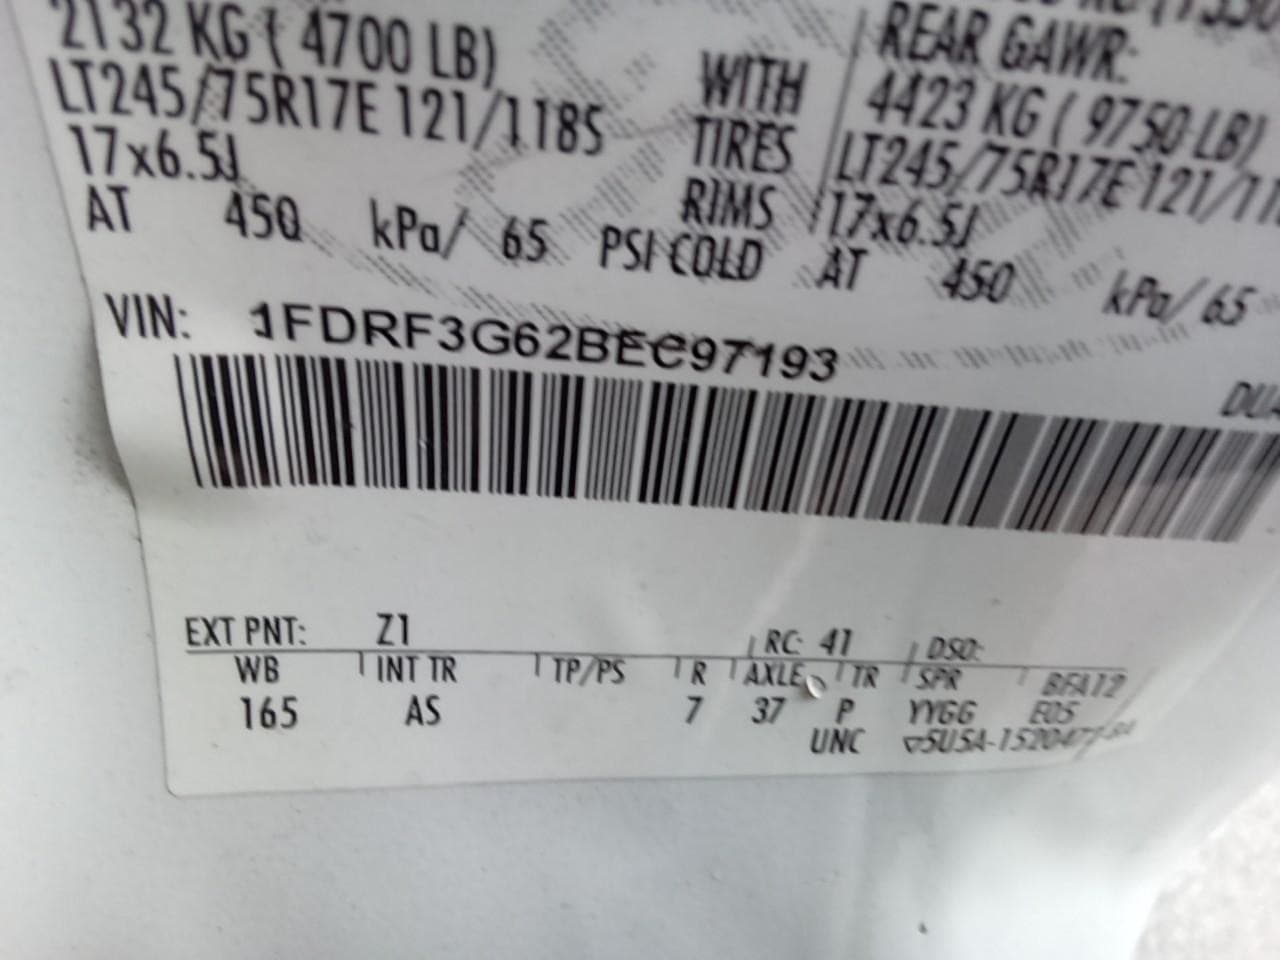 2132 KG ( 4700 LB)
LT245/75R17E 121/118S
17x6.5J
AT 450 kPa/ 65 PSI COLD
WITH
TIRES
RIMS
REAR GAWR:
4423 KG ( 9750 LB)
LT245/75R17E 121/11
17x6.5J
AT 450 kPa/ 65
VIN: 1FDRF3G62BEC97193
EXT PNT: Z1 RC: 41 DSO:
WB INT TR TP/PS R AXLE TR SPR BFA12
165 AS 7 37 P YYGG E05
UNC